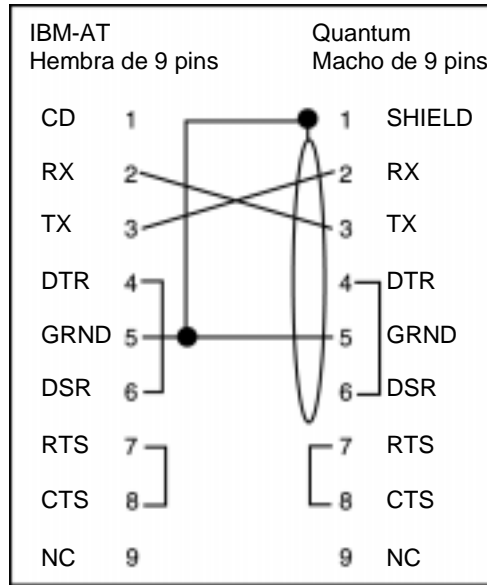 IBM-AT Quantum
Hembra de 9 pins Macho de 9 pins
CD 1 1 SHIELD
RX 2 2 RX
TX 3 3 TX
DTR 4 4 DTR
GRND 5 5 GRND
DSR 6 6 DSR
RTS 7 7 RTS
CTS 8 8 CTS
NC 9 9 NC